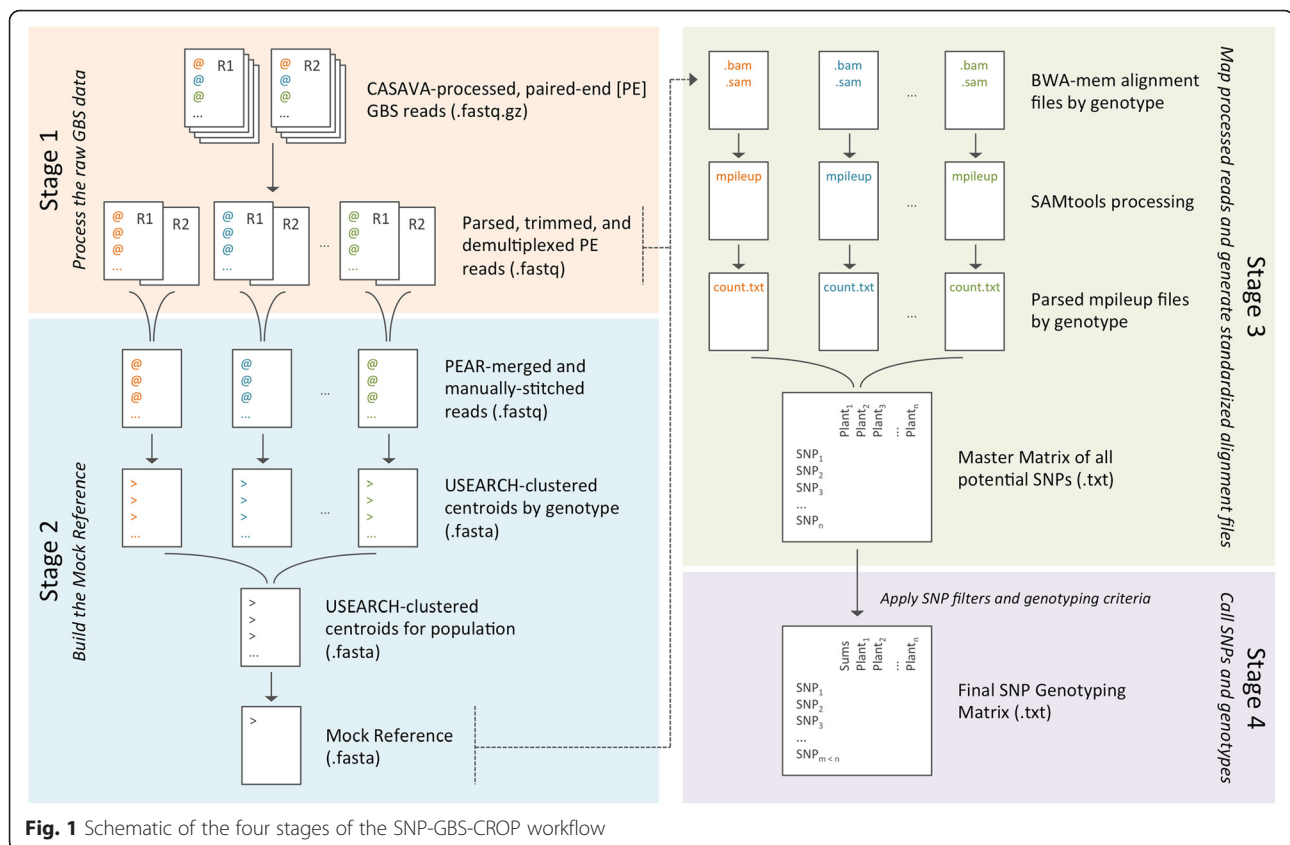 Stage 1
Process the raw GBS data
@
@
@
...
R1
@
@
@
...
R2
CASAVA-processed, paired-end [PE]
GBS reads (.fastq.gz)
@
@
@
...
R1
R2
@
@
@
...
R1
R2
...
@
@
@
...
R1
R2
Parsed, trimmed, and
demultiplexed PE
reads (.fastq)
Stage 2
Build the Mock Reference
@
@
@
...
@
@
@
...
...
@
@
@
...
PEAR-merged and
manually-stitched
reads (.fastq)
>
>
>
...
>
>
>
...
...
>
>
>
...
USEARCH-clustered
centroids by genotype
(.fasta)
>
>
>
...
USEARCH-clustered
centroids for population
(.fasta)
>
Mock Reference
(.fasta)
Stage 3
Map processed reads and generate standardized alignment files
.bam
.sam
.bam
.sam
...
.bam
.sam
BWA-mem alignment
files by genotype
mpileup
mpileup
...
mpileup
SAMtools processing
count.txt
count.txt
...
count.txt
Parsed mpileup files
by genotype
Plant1
Plant2
Plant3
...
Plantn
SNP1
SNP2
SNP3
...
SNPn
Master Matrix of all
potential SNPs (.txt)
Stage 4
Call SNPs and genotypes
Apply SNP filters and genotyping criteria
Sums
Plant1
Plant2
...
Plantn
SNP1
SNP2
SNP3
...
SNPm < n
Final SNP Genotyping
Matrix (.txt)
Fig. 1 Schematic of the four stages of the SNP-GBS-CROP workflow